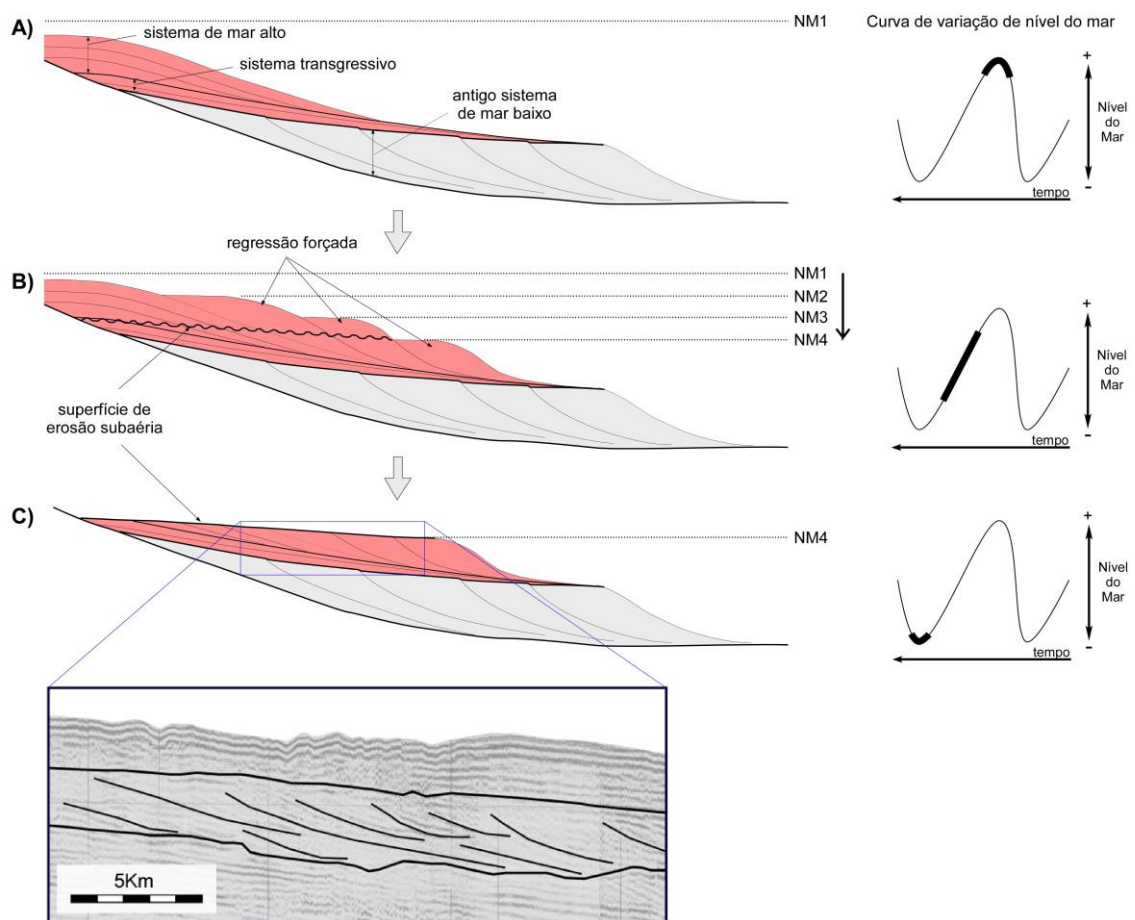 A)
NM1
Curva de variação de nível do mar
sistema de mar alto
sistema transgressivo
antigo sistema
de mar baixo
+
Nível
do
Mar
-
tempo
regressão forçada
B)
NM1
NM2
NM3
NM4
superfície de
erosão subaéria
+
Nível
do
Mar
-
tempo
C)
NM4
+
Nível
do
Mar
-
tempo
5Km